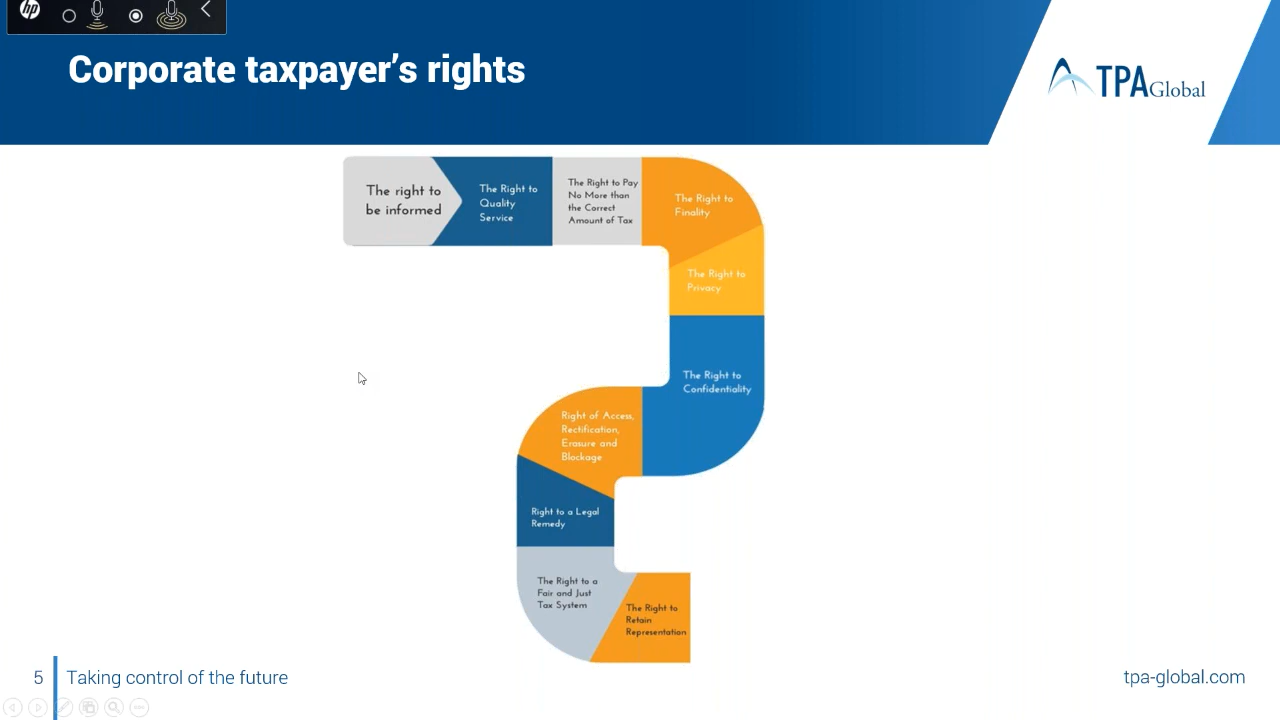 hp
Corporate taxpayer's rights
TPAGlobal
The right to
be informed
The Right to
Quality
Service
The Right to Pay
No More than
the Correct
Amount of Tax
The Right to
Finality
The Right to
Privacy
The Right to
Confidentiality
Right of Access,
Rectification,
Erasure and
Blockage
Right to a Legal
Remedy
The Right to a
Fair and Just
Tax System
The Right to
Retain
Representation
5
Taking control of the future
tpa-global.com